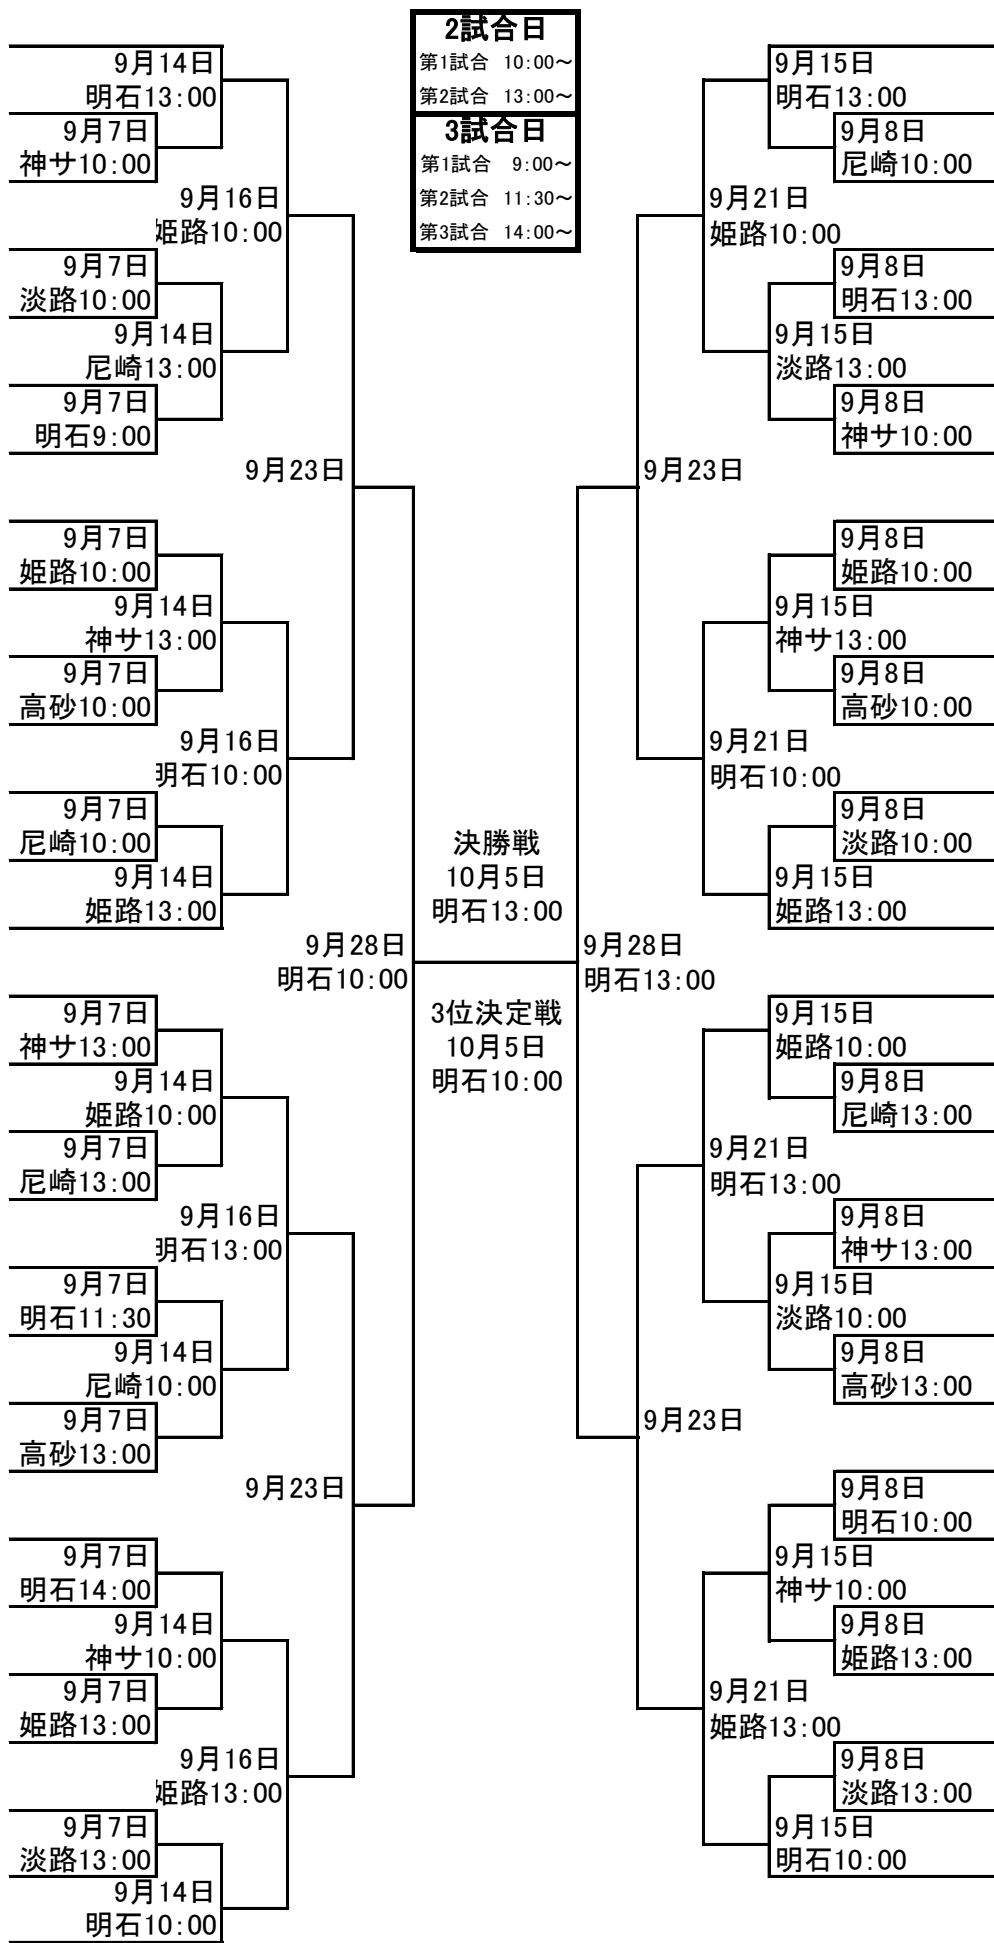 2試合日
第1試合 10:00～
第2試合 13:00～
3試合日
第1試合 9:00～
第2試合 11:30～
第3試合 14:00～
9月14日
明石13:00
9月7日
神サ10:00
9月16日
姫路10:00
9月7日
淡路10:00
9月14日
尼崎13:00
9月7日
明石9:00
9月23日
9月7日
姫路10:00
9月14日
神サ13:00
9月7日
高砂10:00
9月16日
明石10:00
9月7日
尼崎10:00
9月14日
姫路13:00
9月28日
明石10:00
9月7日
神サ13:00
9月14日
姫路10:00
9月7日
尼崎13:00
9月16日
明石13:00
9月7日
明石11:30
9月14日
尼崎10:00
9月7日
高砂13:00
9月23日
9月7日
明石14:00
9月14日
神サ10:00
9月7日
姫路13:00
9月16日
姫路13:00
9月7日
淡路13:00
9月14日
明石10:00
決勝戦
10月5日
明石13:00
3位決定戦
10月5日
明石10:00
9月15日
明石13:00
9月8日
尼崎10:00
9月21日
姫路10:00
9月8日
明石13:00
9月15日
淡路13:00
9月8日
神サ10:00
9月23日
9月8日
姫路10:00
9月15日
神サ13:00
9月8日
高砂10:00
9月21日
明石10:00
9月8日
淡路10:00
9月15日
姫路13:00
9月28日
明石13:00
9月15日
姫路10:00
9月8日
尼崎13:00
9月21日
明石13:00
9月8日
神サ13:00
9月15日
淡路10:00
9月8日
高砂13:00
9月23日
9月8日
明石10:00
9月15日
神サ10:00
9月8日
姫路13:00
9月21日
姫路13:00
9月8日
淡路13:00
9月15日
明石10:00